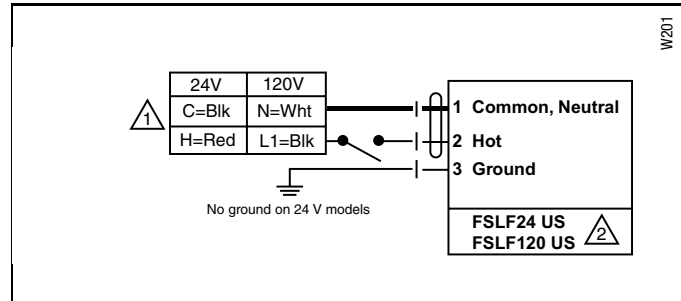 W201
24V 120V
C=Blk N=Wht
H=Red L1=Blk
1
1 Common, Neutral
2 Hot
3 Ground
No ground on 24 V models
FSLF24 US
FSLF120 US
2